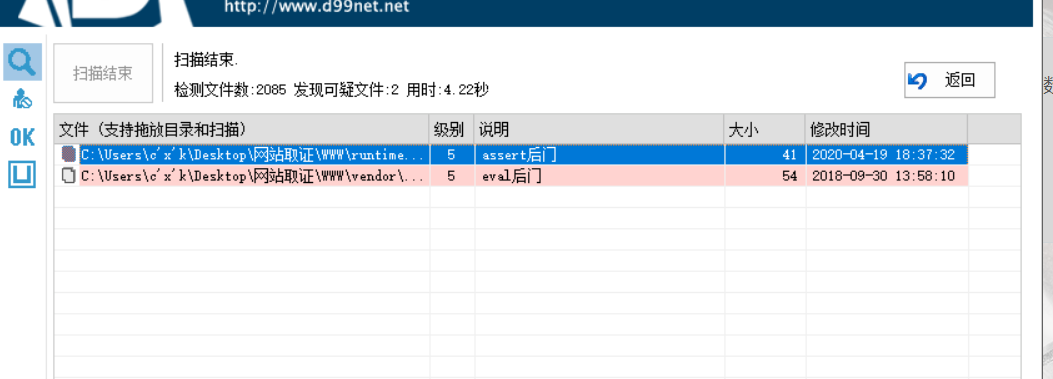 http://www.d99net.net
扫描结束
扫描结束.
检测文件数:2085 发现可疑文件:2 用时:4.22秒
返回
OK
文件 (支持拖放目录和扫描) 级别 说明 大小 修改时间
C:\Users\c'x'k\Desktop\网站取证\WWW\runtime... 5 assert后门 41 2020-04-19 18:37:32
C:\Users\c'x'k\Desktop\网站取证\WWW\vendor\... 5 eval后门 54 2018-09-30 13:58:10